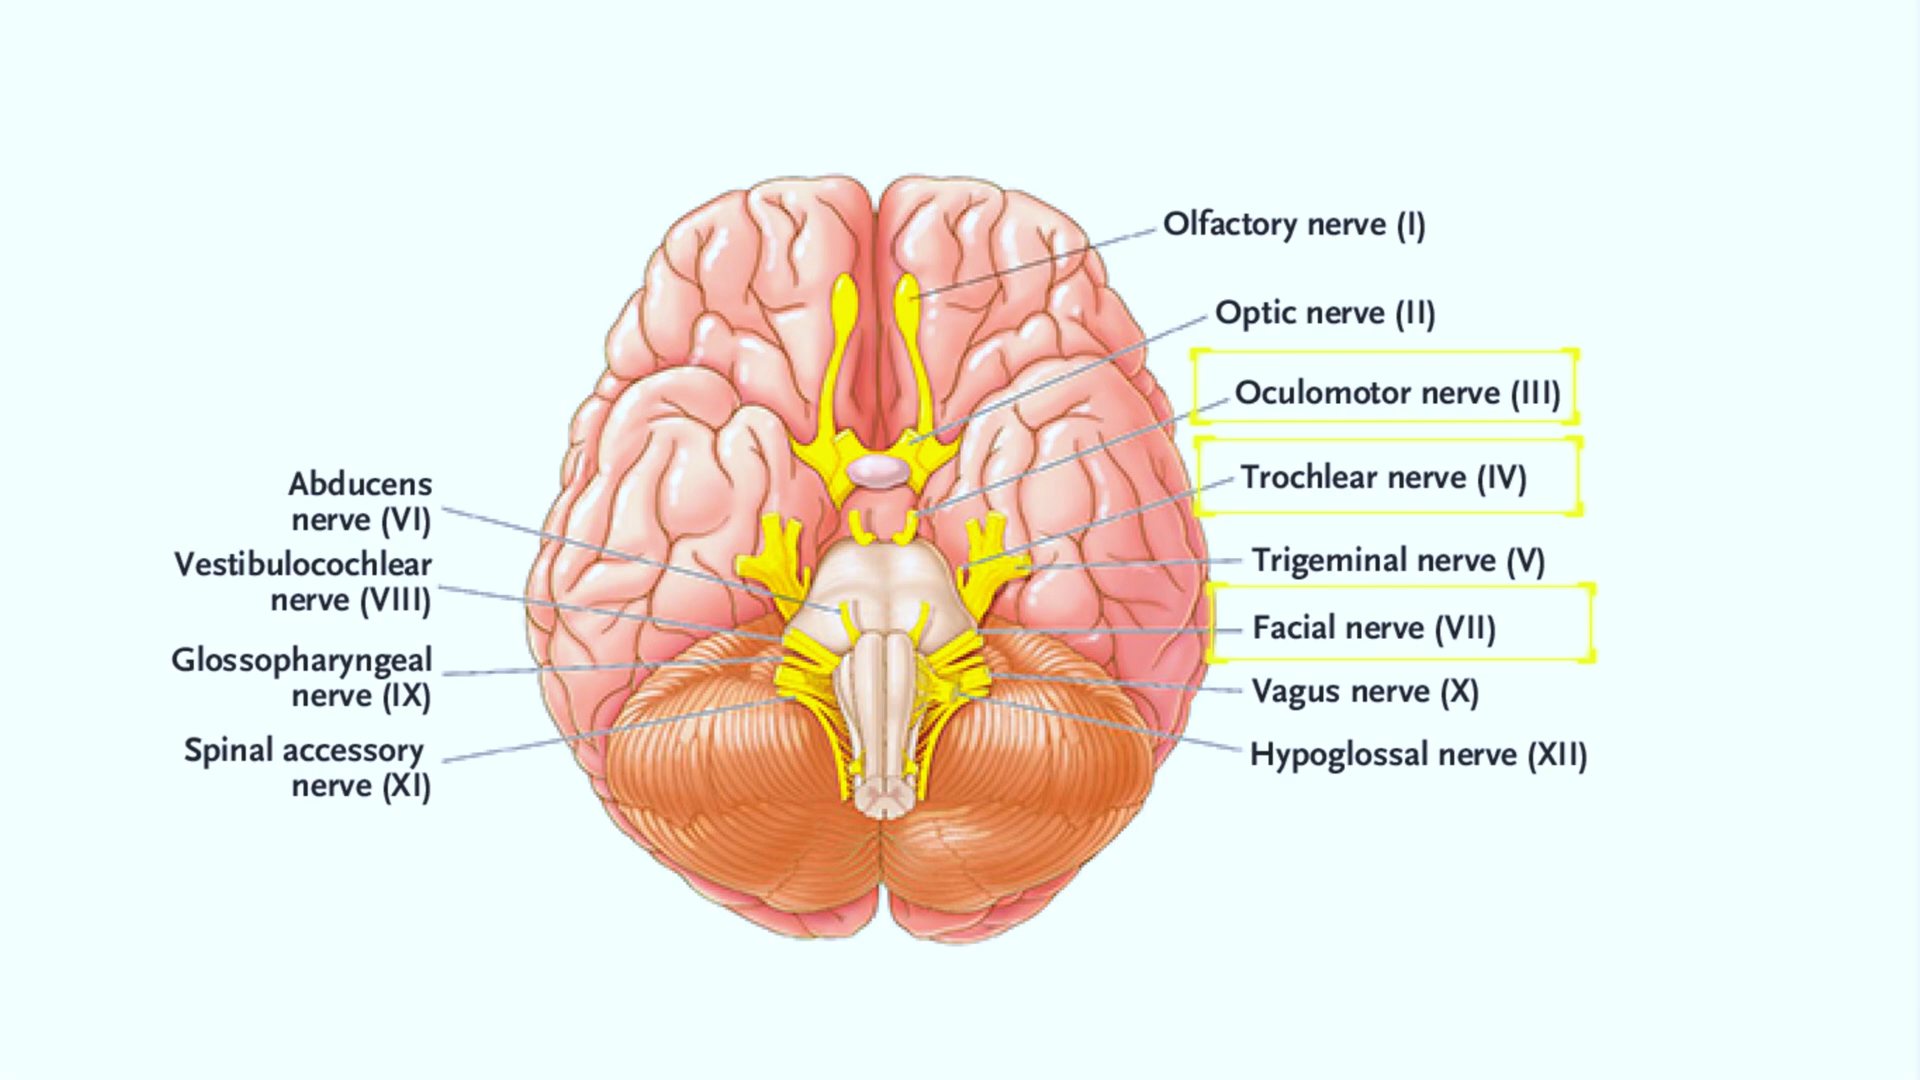 Olfactory nerve (I)
Optic nerve (II)
Oculomotor nerve (III)
Trochlear nerve (IV)
Trigeminal nerve (V)
Facial nerve (VII)
Vagus nerve (X)
Hypoglossal nerve (XII)
Abducens
nerve (VI)
Vestibulocochlear
nerve (VIII)
Glossopharyngeal
nerve (IX)
Spinal accessory
nerve (XI)